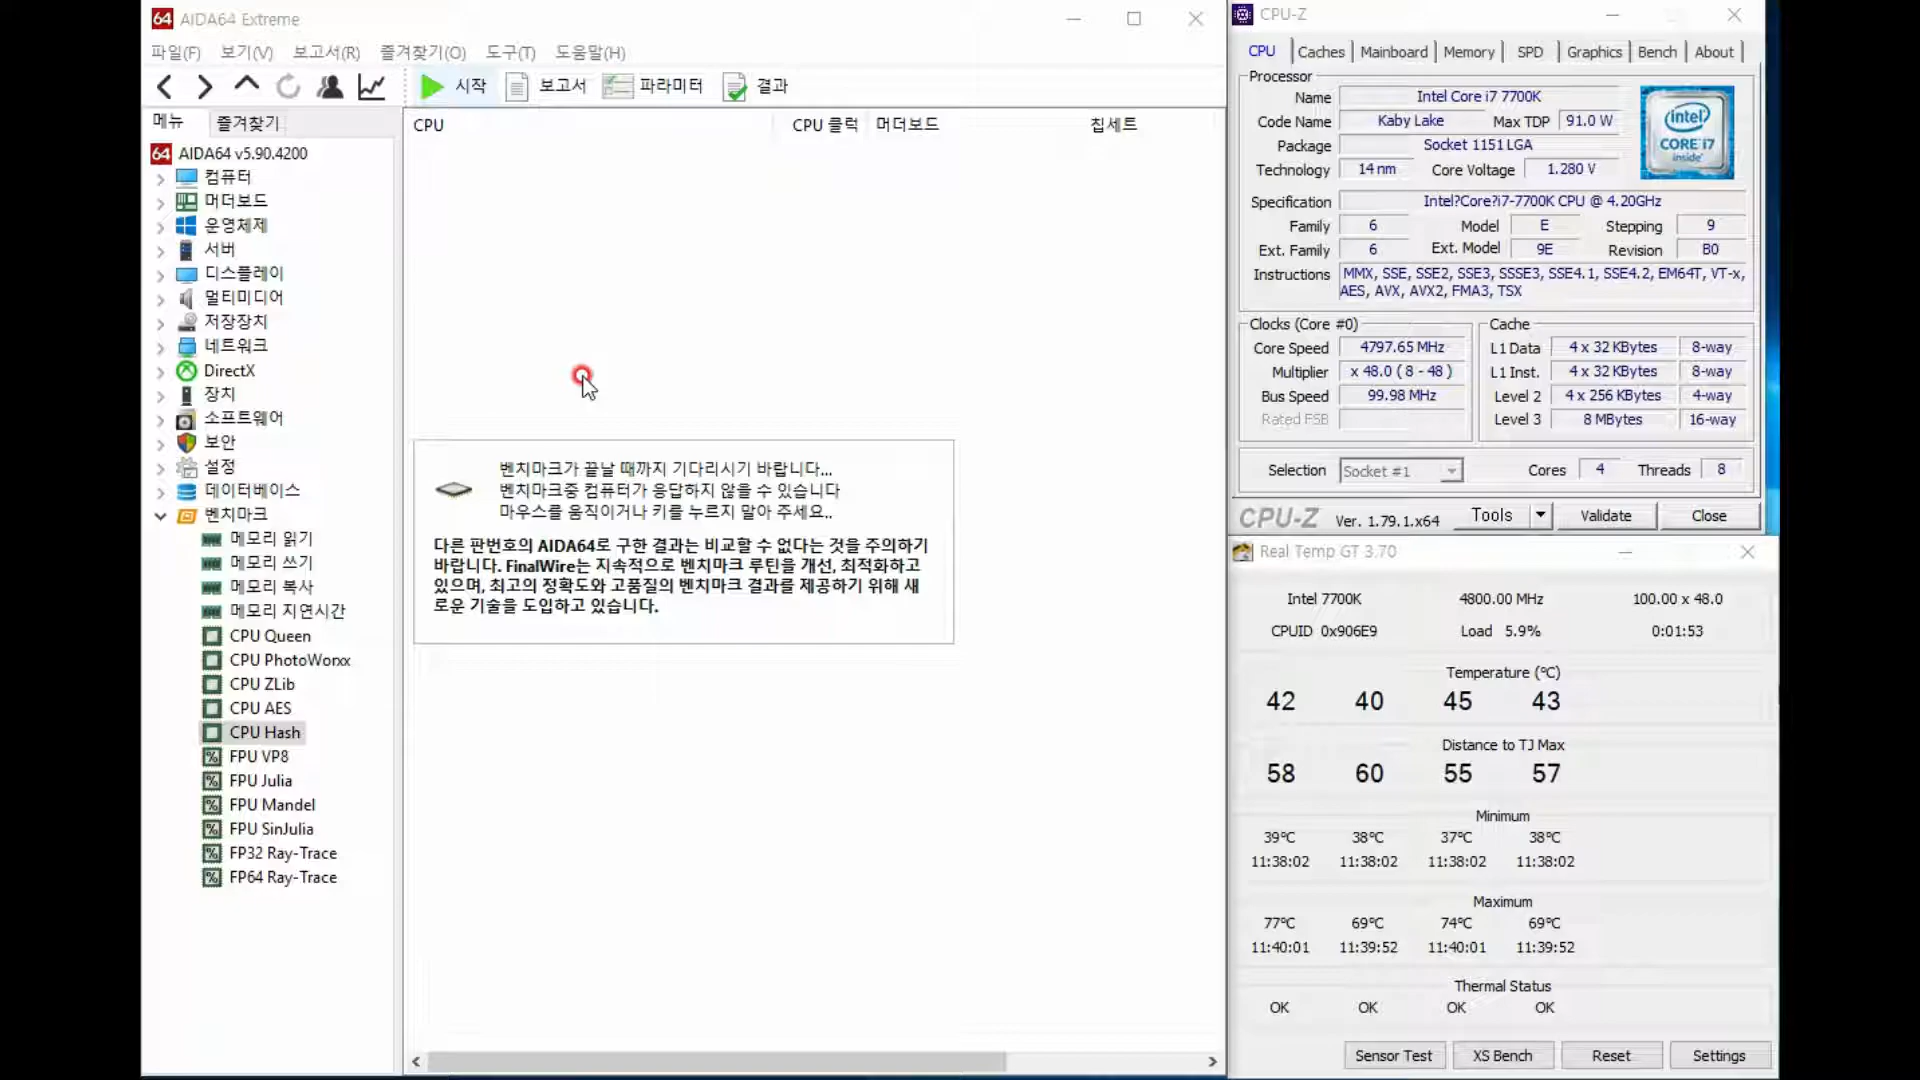 64 AIDA64 Extreme
파일(F) 보기(V) 보고서(R) 즐겨찾기(O) 도구(T) 도움말(H)
시작 보고서 파라미터 결과
메뉴 즐겨찾기
CPU CPU 클럭 머더보드 칩세트
64 AIDA64 v5.90.4200
컴퓨터
머더보드
운영체제
서버
디스플레이
멀티미디어
저장장치
네트워크
DirectX
장치
소프트웨어
보안
설정
데이터베이스
벤치마크
메모리 읽기
메모리 쓰기
메모리 복사
메모리 지연시간
CPU Queen
CPU PhotoWorxx
CPU ZLib
CPU AES
CPU Hash
FPU VP8
FPU Julia
FPU Mandel
FPU SinJulia
FP32 Ray-Trace
FP64 Ray-Trace
벤치마크가 끝날 때까지 기다리시기 바랍니다...
벤치마크중 컴퓨터가 응답하지 않을 수 있습니다
마우스를 움직이거나 키를 누르지 말아 주세요..
다른 판번호의 AIDA64로 구한 결과는 비교할 수 없다는 것을 주의하기
바랍니다. FinalWire는 지속적으로 벤치마크 루틴을 개선, 최적화하고
있으며, 최고의 정확도와 고품질의 벤치마크 결과를 제공하기 위해 새
로운 기술을 도입하고 있습니다.
CPU-Z
CPU Caches Mainboard Memory SPD Graphics Bench About
Processor
Name Intel Core i7 7700K
Code Name Kaby Lake Max TDP 91.0 W
Package Socket 1151 LGA
Technology 14 nm Core Voltage 1.280 V
intel
CORE i7
inside
Specification Intel?Core?i7-7700K CPU @ 4.20GHz
Family 6 Model E Stepping 9
Ext. Family 6 Ext. Model 9E Revision B0
Instructions MMX, SSE, SSE2, SSE3, SSSE3, SSE4.1, SSE4.2, EM64T, VT-x,
AES, AVX, AVX2, FMA3, TSX
Clocks (Core #0) Cache
Core Speed 4797.65 MHz L1 Data 4 x 32 KBytes 8-way
Multiplier x 48.0 ( 8 - 48 ) L1 Inst. 4 x 32 KBytes 8-way
Bus Speed 99.98 MHz Level 2 4 x 256 KBytes 4-way
Rated FSB Level 3 8 MBytes 16-way
Selection Socket #1 Cores 4 Threads 8
CPU-Z Ver. 1.79.1.x64 Tools Validate Close
Real Temp GT 3.70
Intel 7700K 4800.00 MHz 100.00 x 48.0
CPUID 0x906E9 Load 5.9% 0:01:53
Temperature (°C)
42 40 45 43
Distance to TJ Max
58 60 55 57
Minimum
39°C 38°C 37°C 38°C
11:38:02 11:38:02 11:38:02 11:38:02
Maximum
77°C 69°C 74°C 69°C
11:40:01 11:39:52 11:40:01 11:39:52
Thermal Status
OK OK OK OK
Sensor Test XS Bench Reset Settings